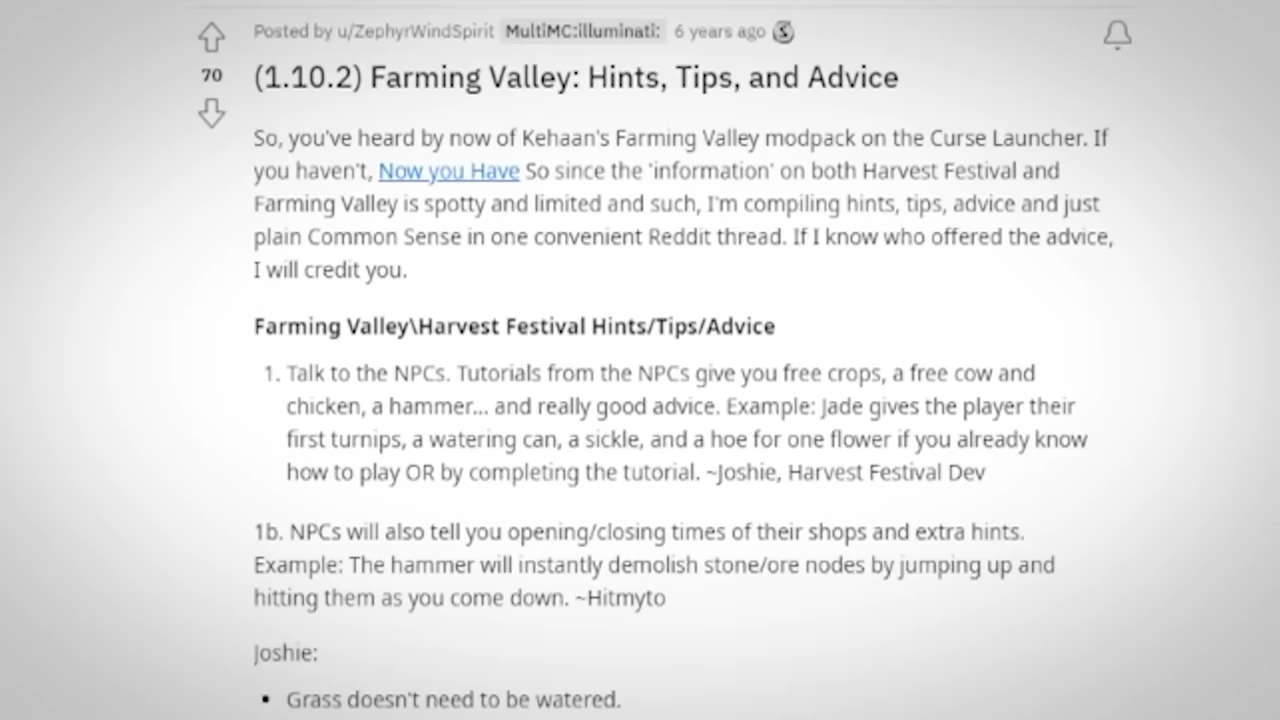 Posted by u/ZephyrWindSpirit MultiMC:illuminati: 6 years ago
70
(1.10.2) Farming Valley: Hints, Tips, and Advice
So, you've heard by now of Kehaan's Farming Valley modpack on the Curse Launcher. If
you haven't, Now you Have So since the 'information' on both Harvest Festival and
Farming Valley is spotty and limited and such, I'm compiling hints, tips, advice and just
plain Common Sense in one convenient Reddit thread. If I know who offered the advice,
I will credit you.
Farming Valley\Harvest Festival Hints/Tips/Advice
1. Talk to the NPCs. Tutorials from the NPCs give you free crops, a free cow and
chicken, a hammer... and really good advice. Example: Jade gives the player their
first turnips, a watering can, a sickle, and a hoe for one flower if you already know
how to play OR by completing the tutorial. ~Joshie, Harvest Festival Dev
1b. NPCs will also tell you opening/closing times of their shops and extra hints.
Example: The hammer will instantly demolish stone/ore nodes by jumping up and
hitting them as you come down. ~Hitmyto
Joshie:
• Grass doesn't need to be watered.